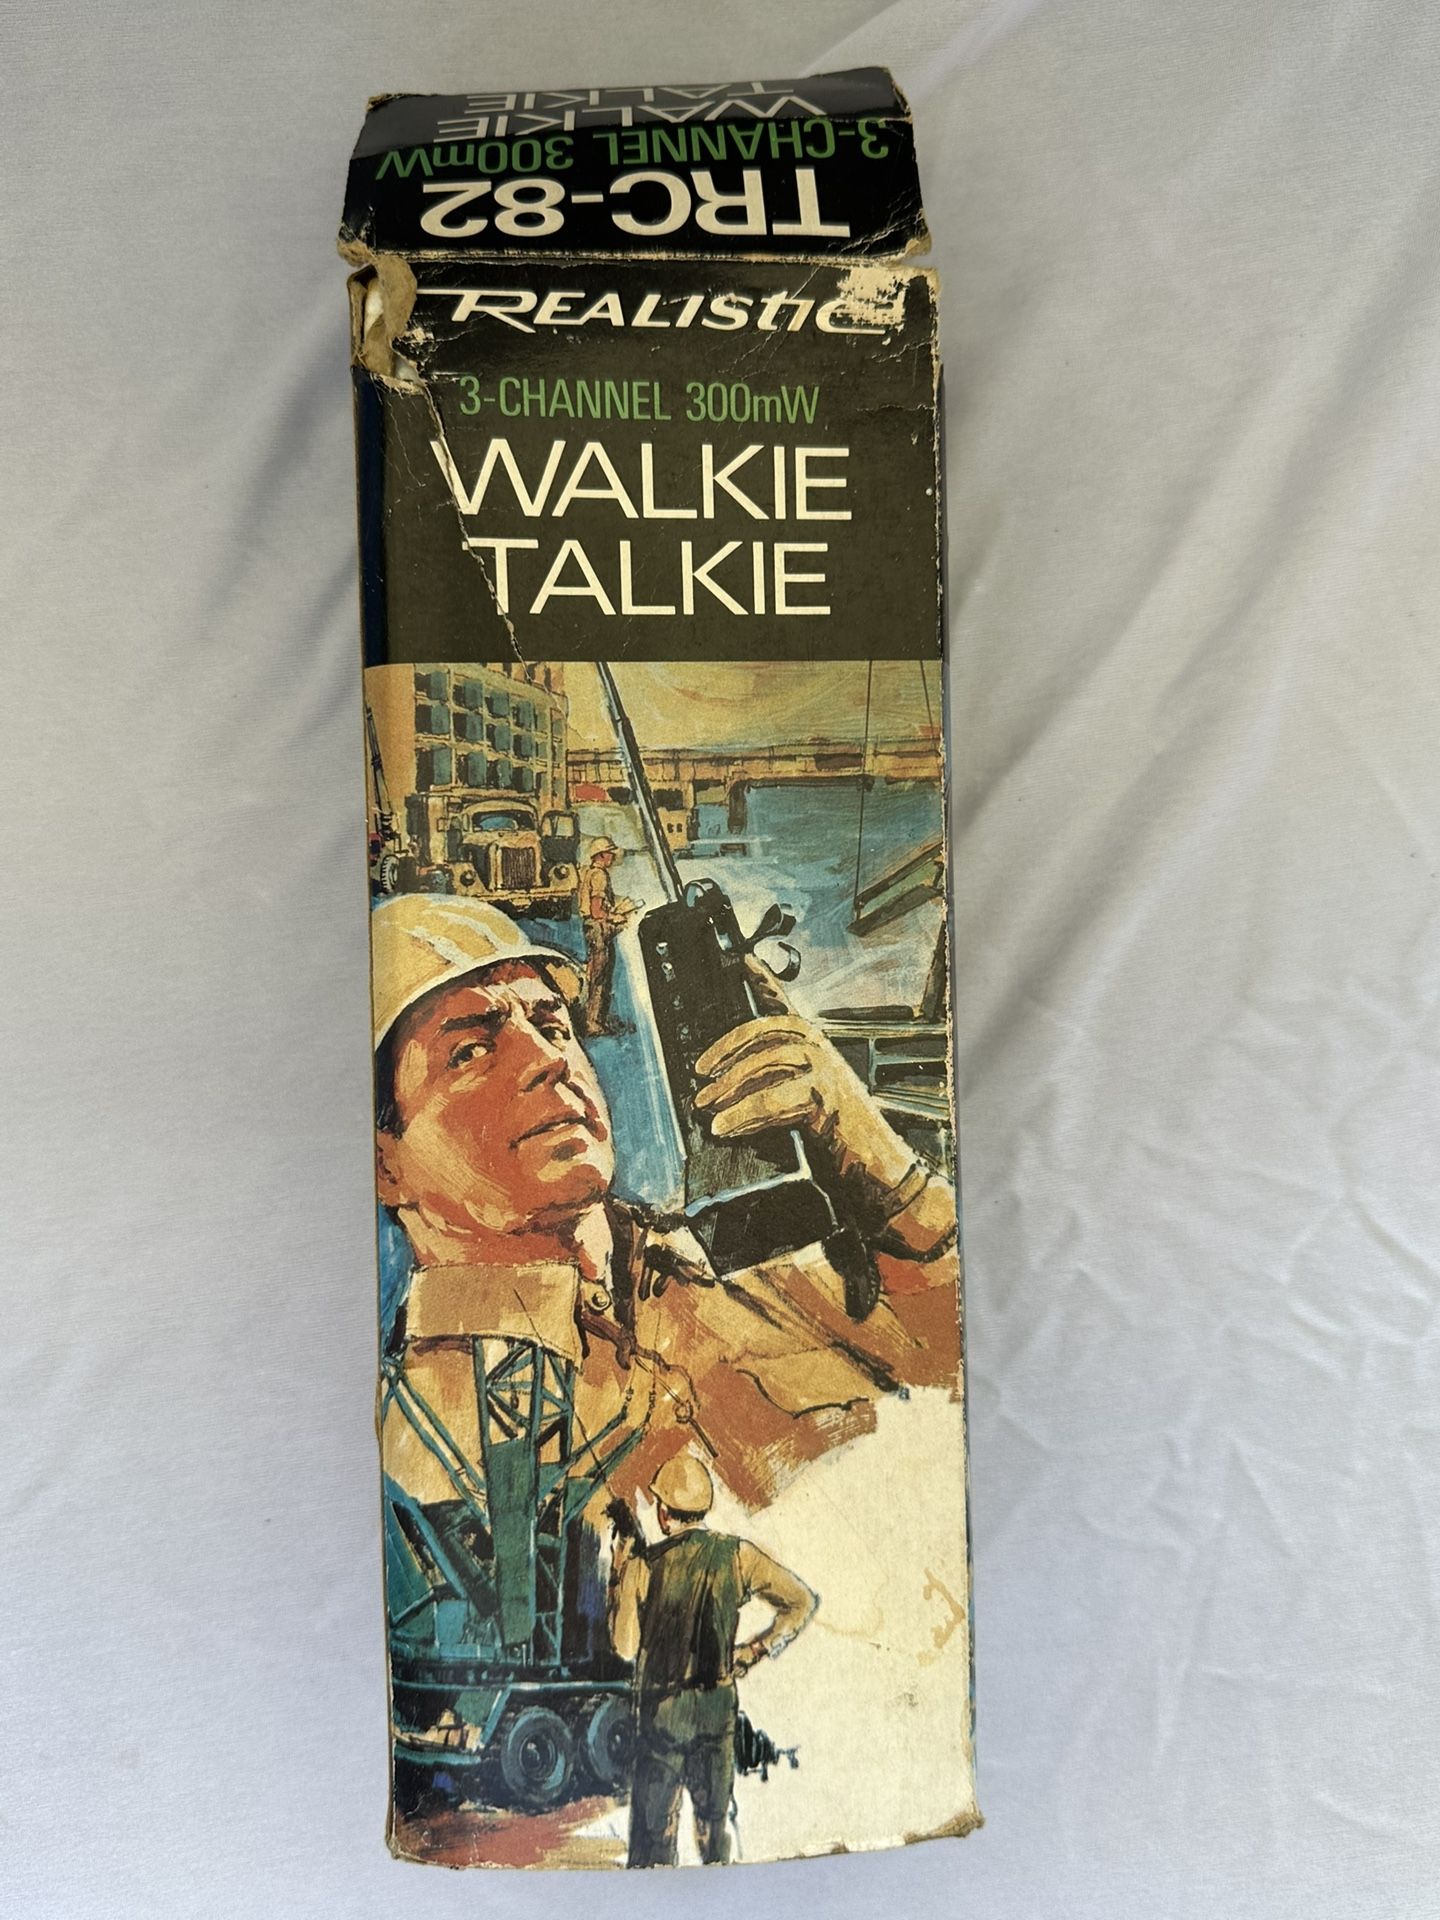 WALKIE
TALKIE
3-CHANNEL 300mW
TRC-82
REALISTIC
3-CHANNEL 300mW
WALKIE
TALKIE